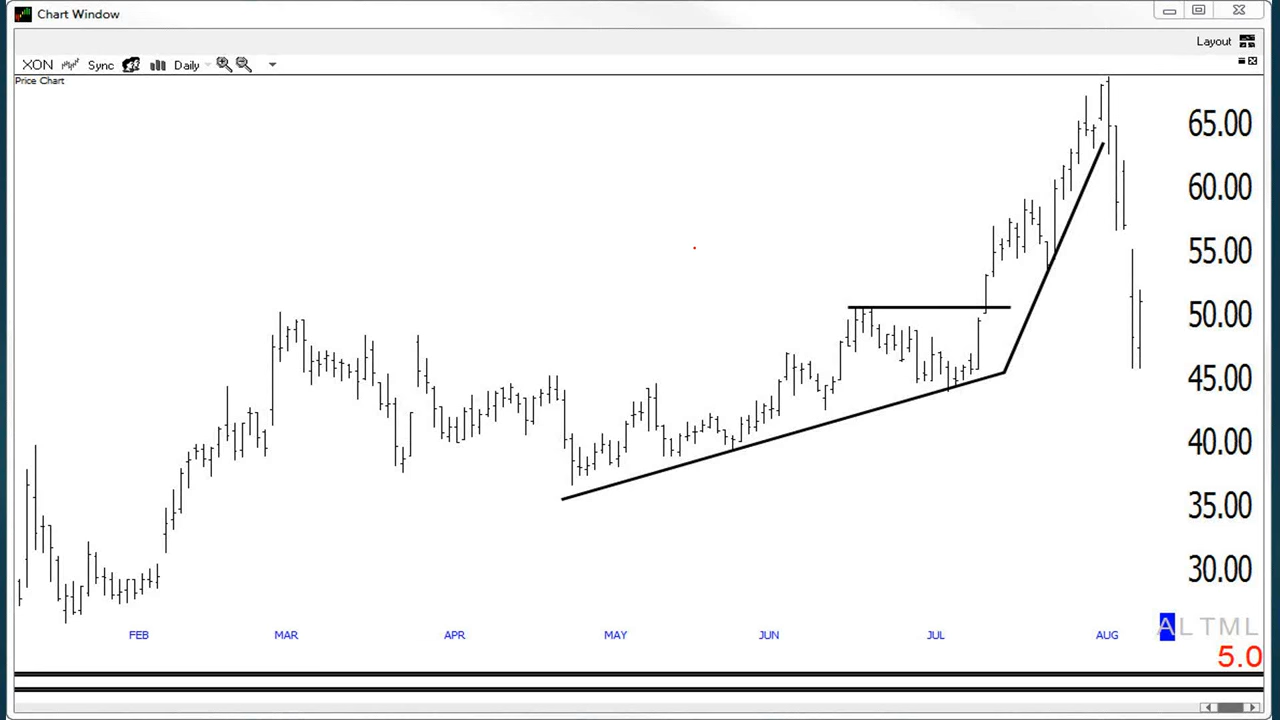 Chart Window
Layout
XON Sync Daily
Price Chart
65.00
60.00
55.00
50.00
45.00
40.00
35.00
30.00
FEB MAR APR MAY JUN JUL AUG
A L T M L
5.0